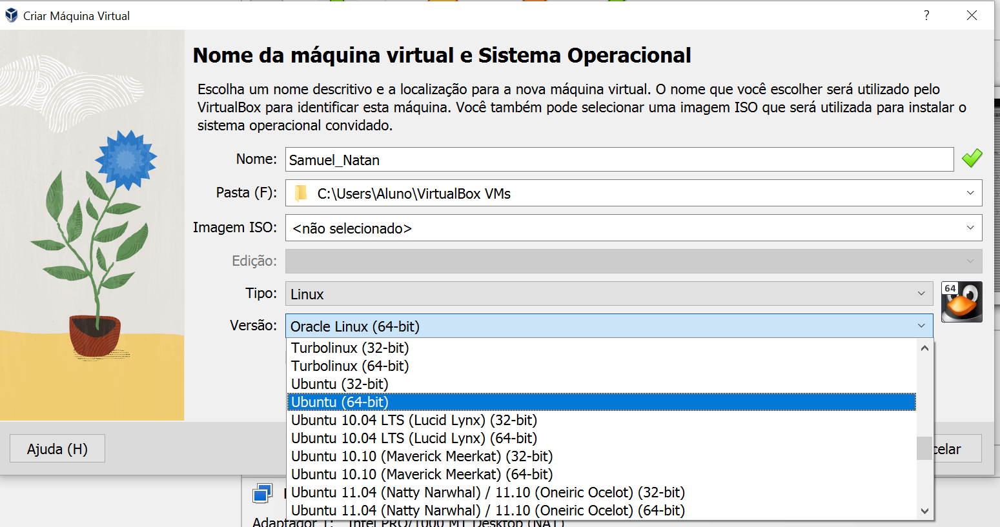 Criar Máquina Virtual
?
Nome da máquina virtual e Sistema Operacional
Escolha um nome descritivo e a localização para a nova máquina virtual. O nome que você escolher será utilizado pelo
VirtualBox para identificar esta máquina. Você também pode selecionar uma imagem ISO que será utilizada para instalar o
sistema operacional convidado.
Nome: Samuel_Natan
Pasta (F): C:\Users\Aluno\VirtualBox VMs
Imagem ISO: <não selecionado>
Edição:
Tipo: Linux
64
Versão: Oracle Linux (64-bit)
Turbolinux (32-bit)
Turbolinux (64-bit)
Ubuntu (32-bit)
Ubuntu (64-bit)
Ubuntu 10.04 LTS (Lucid Lynx) (32-bit)
Ubuntu 10.04 LTS (Lucid Lynx) (64-bit)
Ubuntu 10.10 (Maverick Meerkat) (32-bit)
Ubuntu 10.10 (Maverick Meerkat) (64-bit)
Ubuntu 11.04 (Natty Narwhal) / 11.10 (Oneiric Ocelot) (32-bit)
Ubuntu 11.04 (Natty Narwhal) / 11.10 (Oneiric Ocelot) (64-bit)
Ajuda (H)
celar
Adaptador 1: Intel PRO/1000 MT Desktop (NAT)